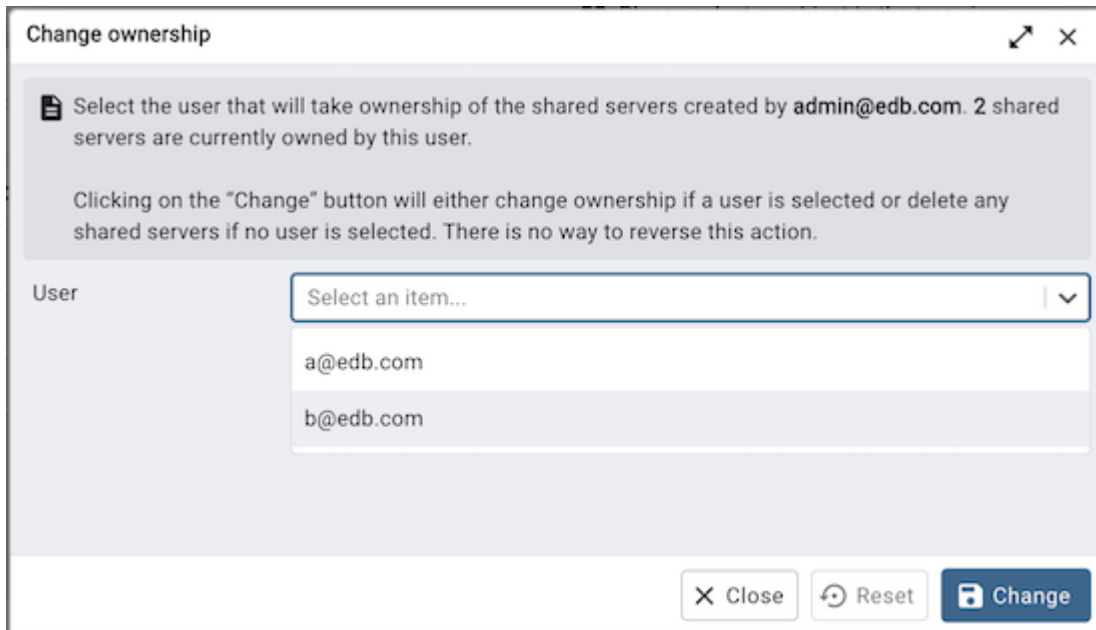 Change ownership
Select the user that will take ownership of the shared servers created by admin@edb.com. 2 shared
servers are currently owned by this user.
Clicking on the “Change” button will either change ownership if a user is selected or delete any
shared servers if no user is selected. There is no way to reverse this action.
User
Select an item...
a@edb.com
b@edb.com
Close
Reset
Change